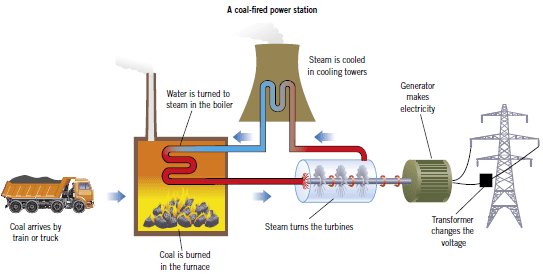 A coal-fired power station
Steam is cooled
in cooling towers
Water is turned to
steam in the boiler
Generator
makes
electricity
Coal arrives by
train or truck
Steam turns the turbines
Transformer
changes the
voltage
Coal is burned
in the furnace